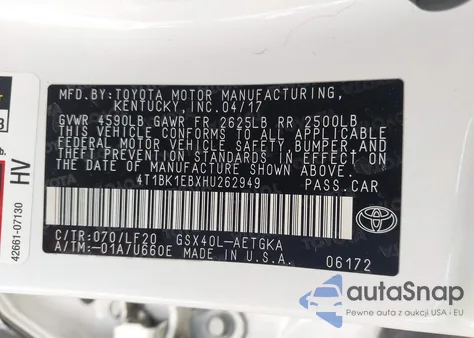 MFD.BY:TOYOTA MOTOR MANUFACTURING,
KENTUCKY, INC. 04/17
GVWR 4590LB GAWR FR 2625LB RR 2500LB
THIS VEHICLE CONFORMS TO ALL APPLICABLE
FEDERAL MOTOR VEHICLE SAFETY, BUMPER, AND
THEFT PREVENTION STANDARDS IN EFFECT ON
THE DATE OF MANUFACTURE SHOWN ABOVE.
4T1BK1EBXHU262949 PASS.CAR
C/TR:070/LF20 GSX40L-AETGKA
A/TM:-01A/U660E MADE IN U.S.A.
06172
TOYOTA
HV
42661-07130
autoSnap
Pewne auta z aukcji USA - EU